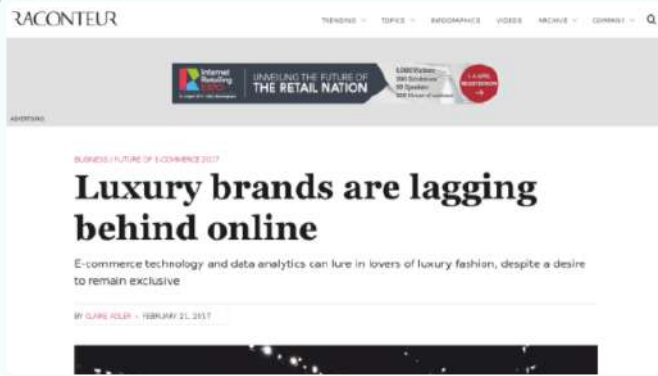 RACONTEUR
TRENDING TOPICS INFOGRAPHICS VIDEOS ARCHIVE COMPANY
Internet Retailing EXPO
UNVEILING THE FUTURE OF
THE RETAIL NATION
ADVERTISING
BUSINESS / FUTURE OF E-COMMERCE 2017
Luxury brands are lagging
behind online
E-commerce technology and data analytics can lure in lovers of luxury fashion, despite a desire
to remain exclusive
BY CLAIRE ADLER - FEBRUARY 21, 2017